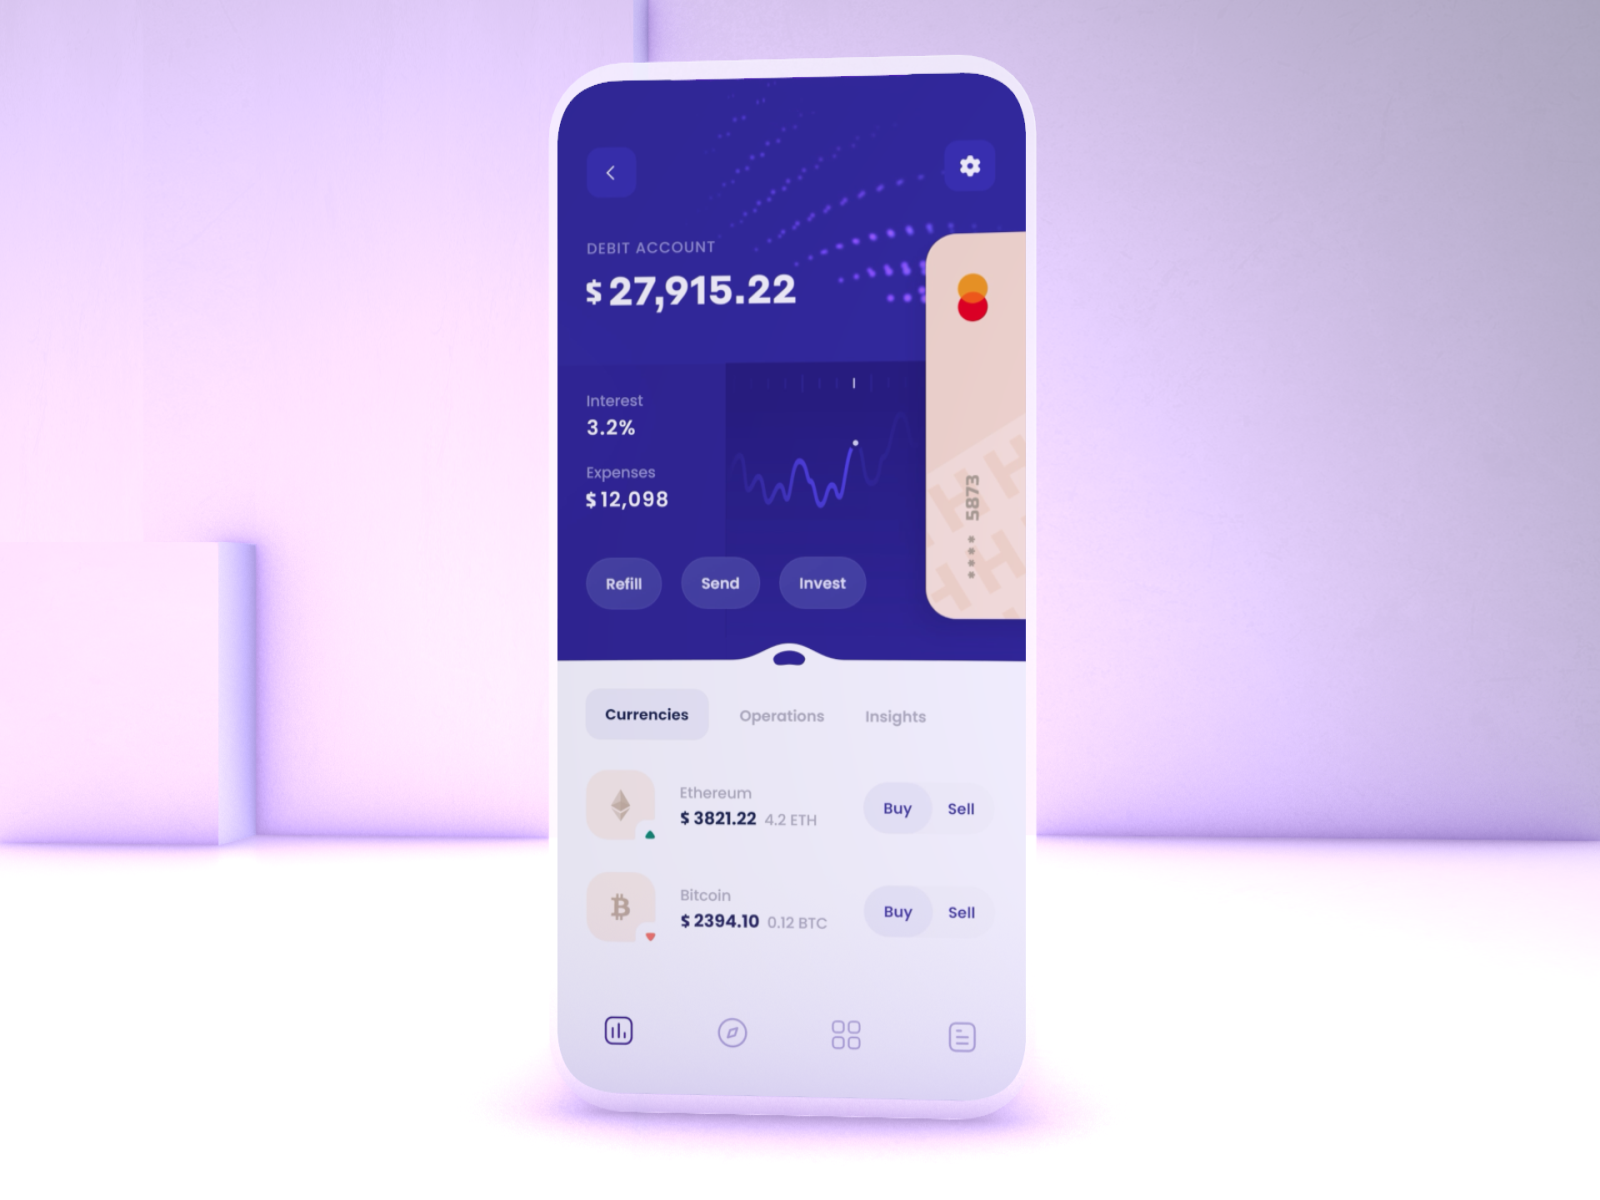 DEBIT ACCOUNT
$27,915.22
Interest
3.2%
Expenses
$12,098
**** 5873
Refill Send Invest
Currencies Operations Insights
Ethereum
$ 3821.22 4.2 ETH
Buy Sell
Bitcoin
$ 2394.10 0.12 BTC
Buy Sell